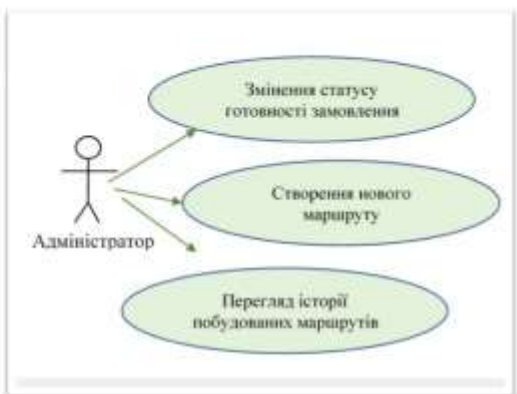 Змінення статусу
готовності замовлення
Створення нового
маршруту
Адміністратор
Перегляд історії
побудованих маршрутів